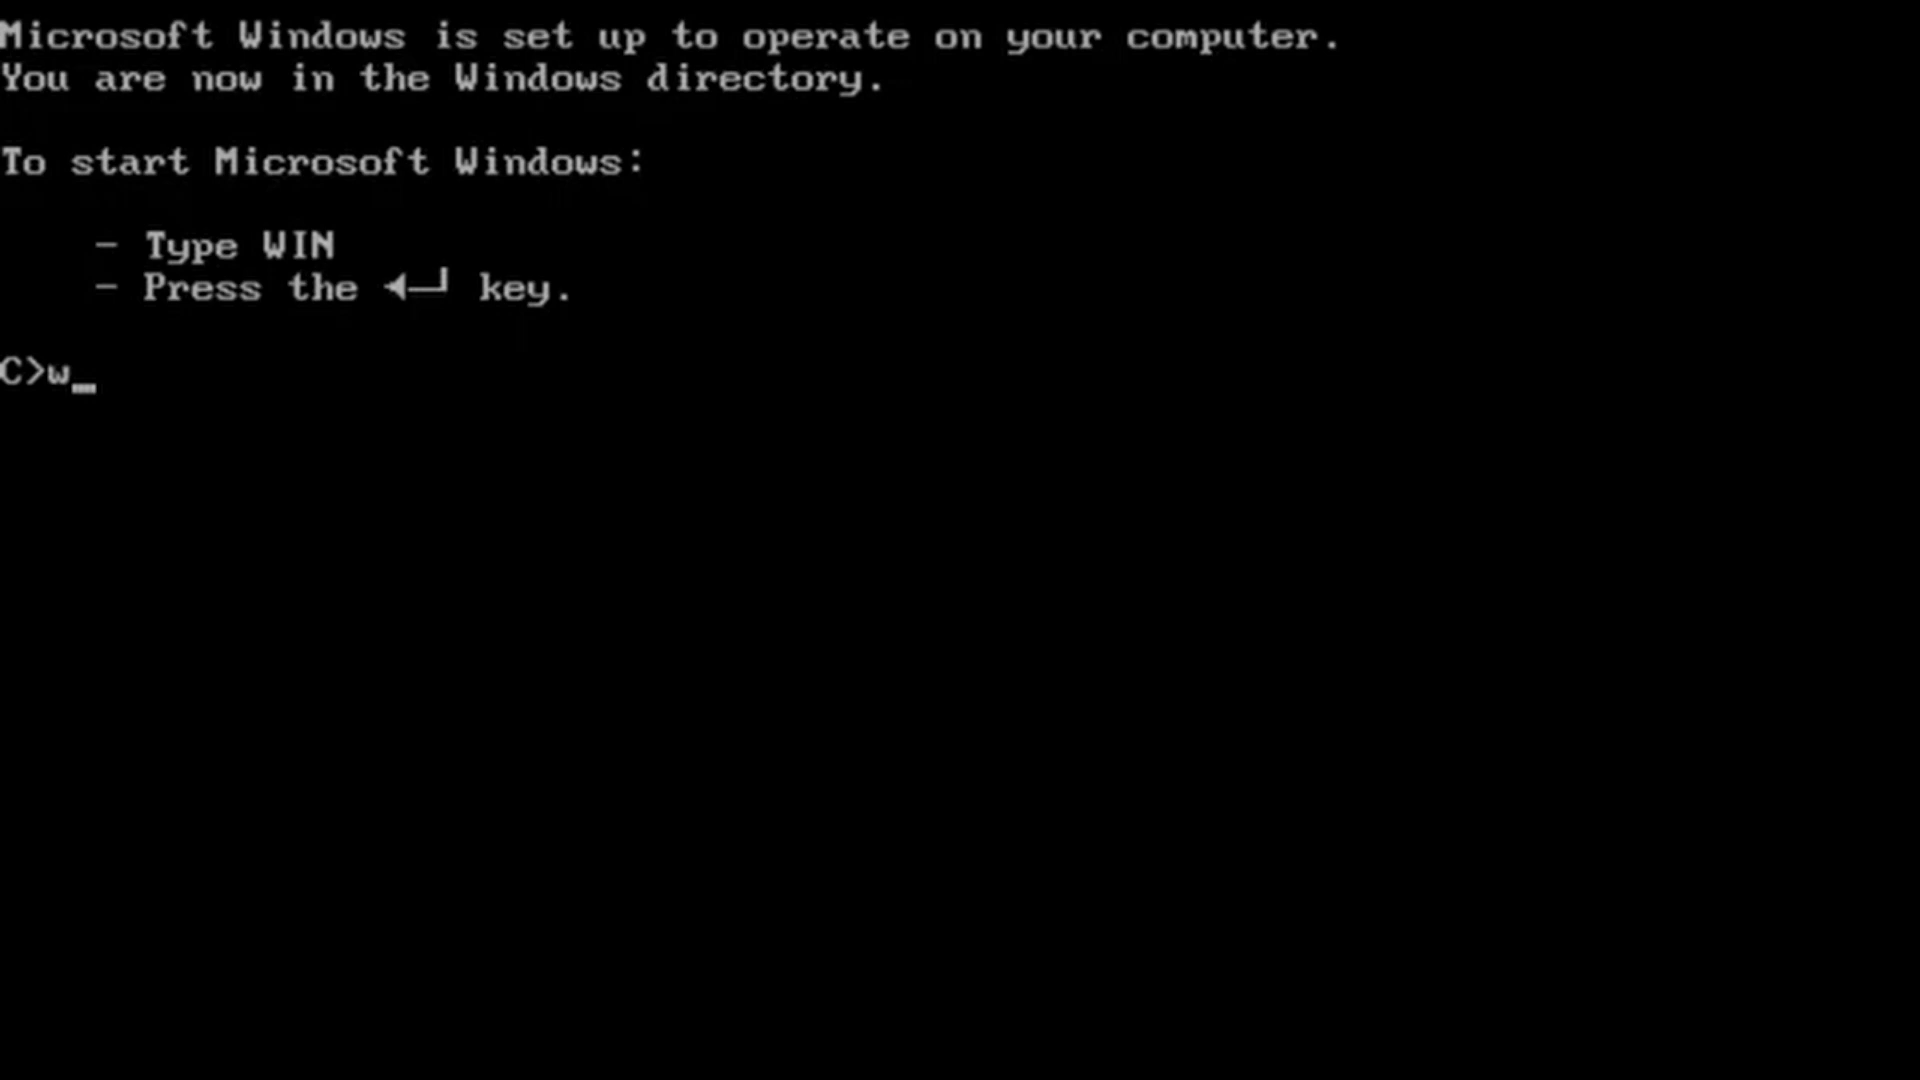 Microsoft Windows is set up to operate on your computer.
You are now in the Windows directory.
To start Microsoft Windows:
- Type WIN
- Press the ◄─┘ key.
C>w_